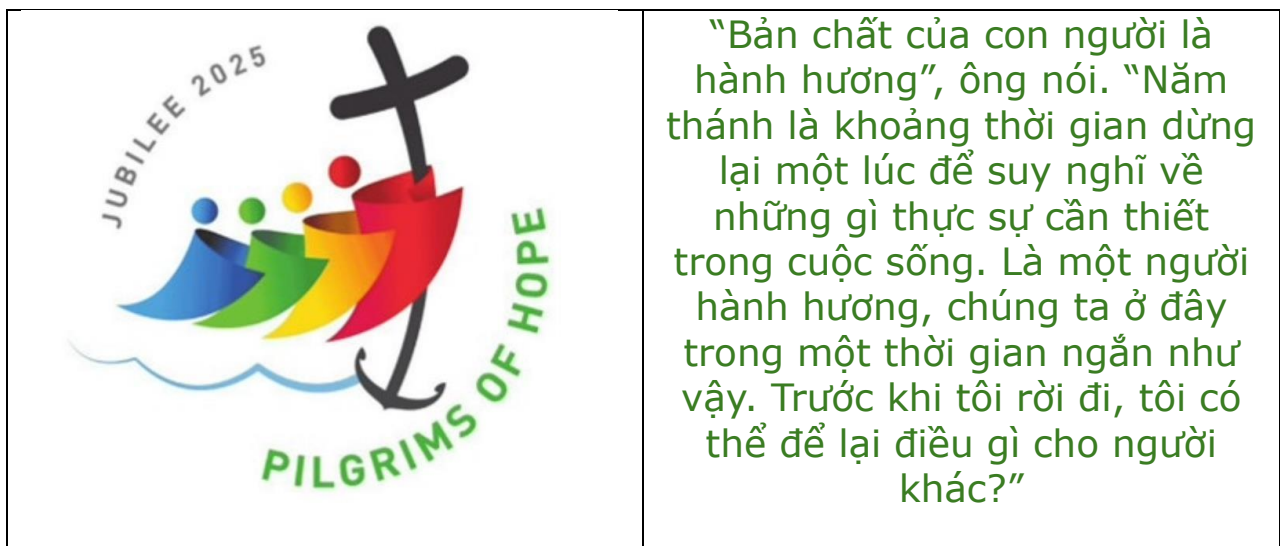 JUBILEE 2025
PILGRIMS OF HOPE
“Bản chất của con người là
hành hương”, ông nói. “Năm
thánh là khoảng thời gian dừng
lại một lúc để suy nghĩ về
những gì thực sự cần thiết
trong cuộc sống. Là một người
hành hương, chúng ta ở đây
trong một thời gian ngắn như
vậy. Trước khi tôi rời đi, tôi có
thể để lại điều gì cho người
khác?”